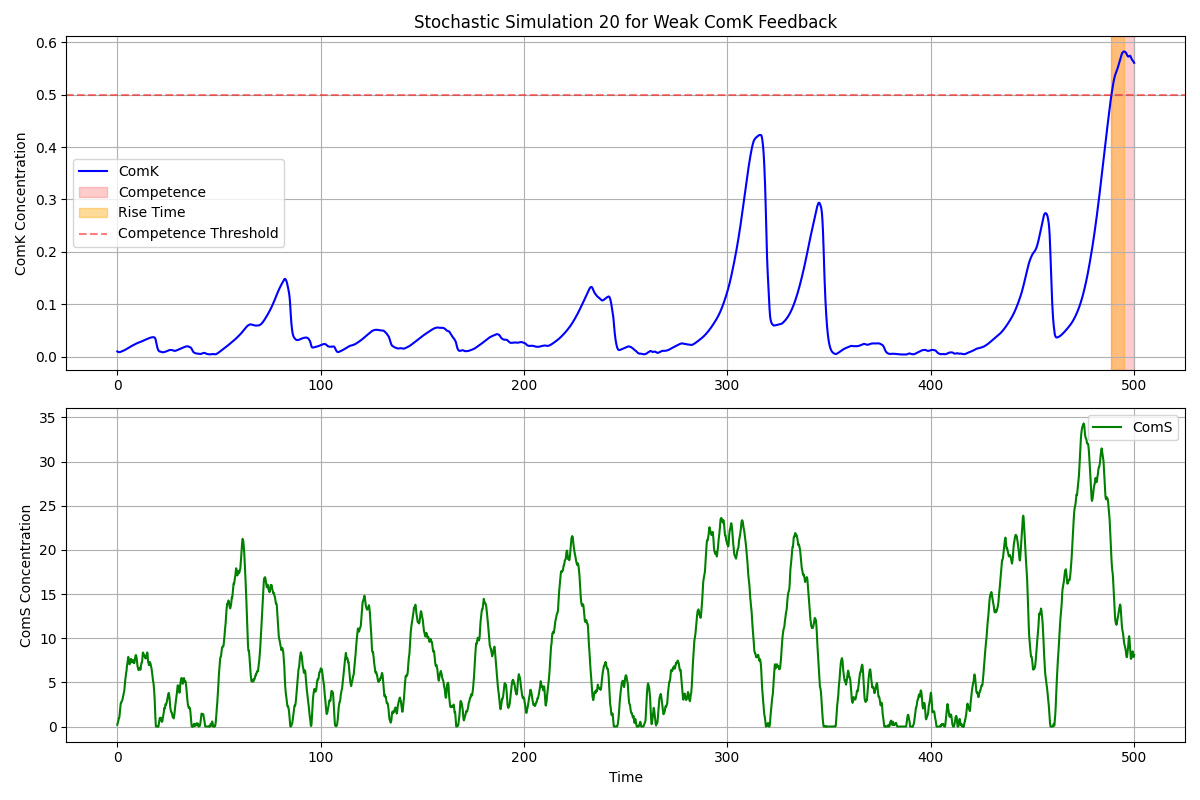 Stochastic Simulation 20 for Weak ComK Feedback
ComK Concentration
0.6
0.5
0.4
0.3
0.2
0.1
0.0
ComK
Competence
Rise Time
Competence Threshold
0 100 200 300 400 500
ComS Concentration
35
30
25
20
15
10
5
0
ComS
0 100 200 300 400 500
Time